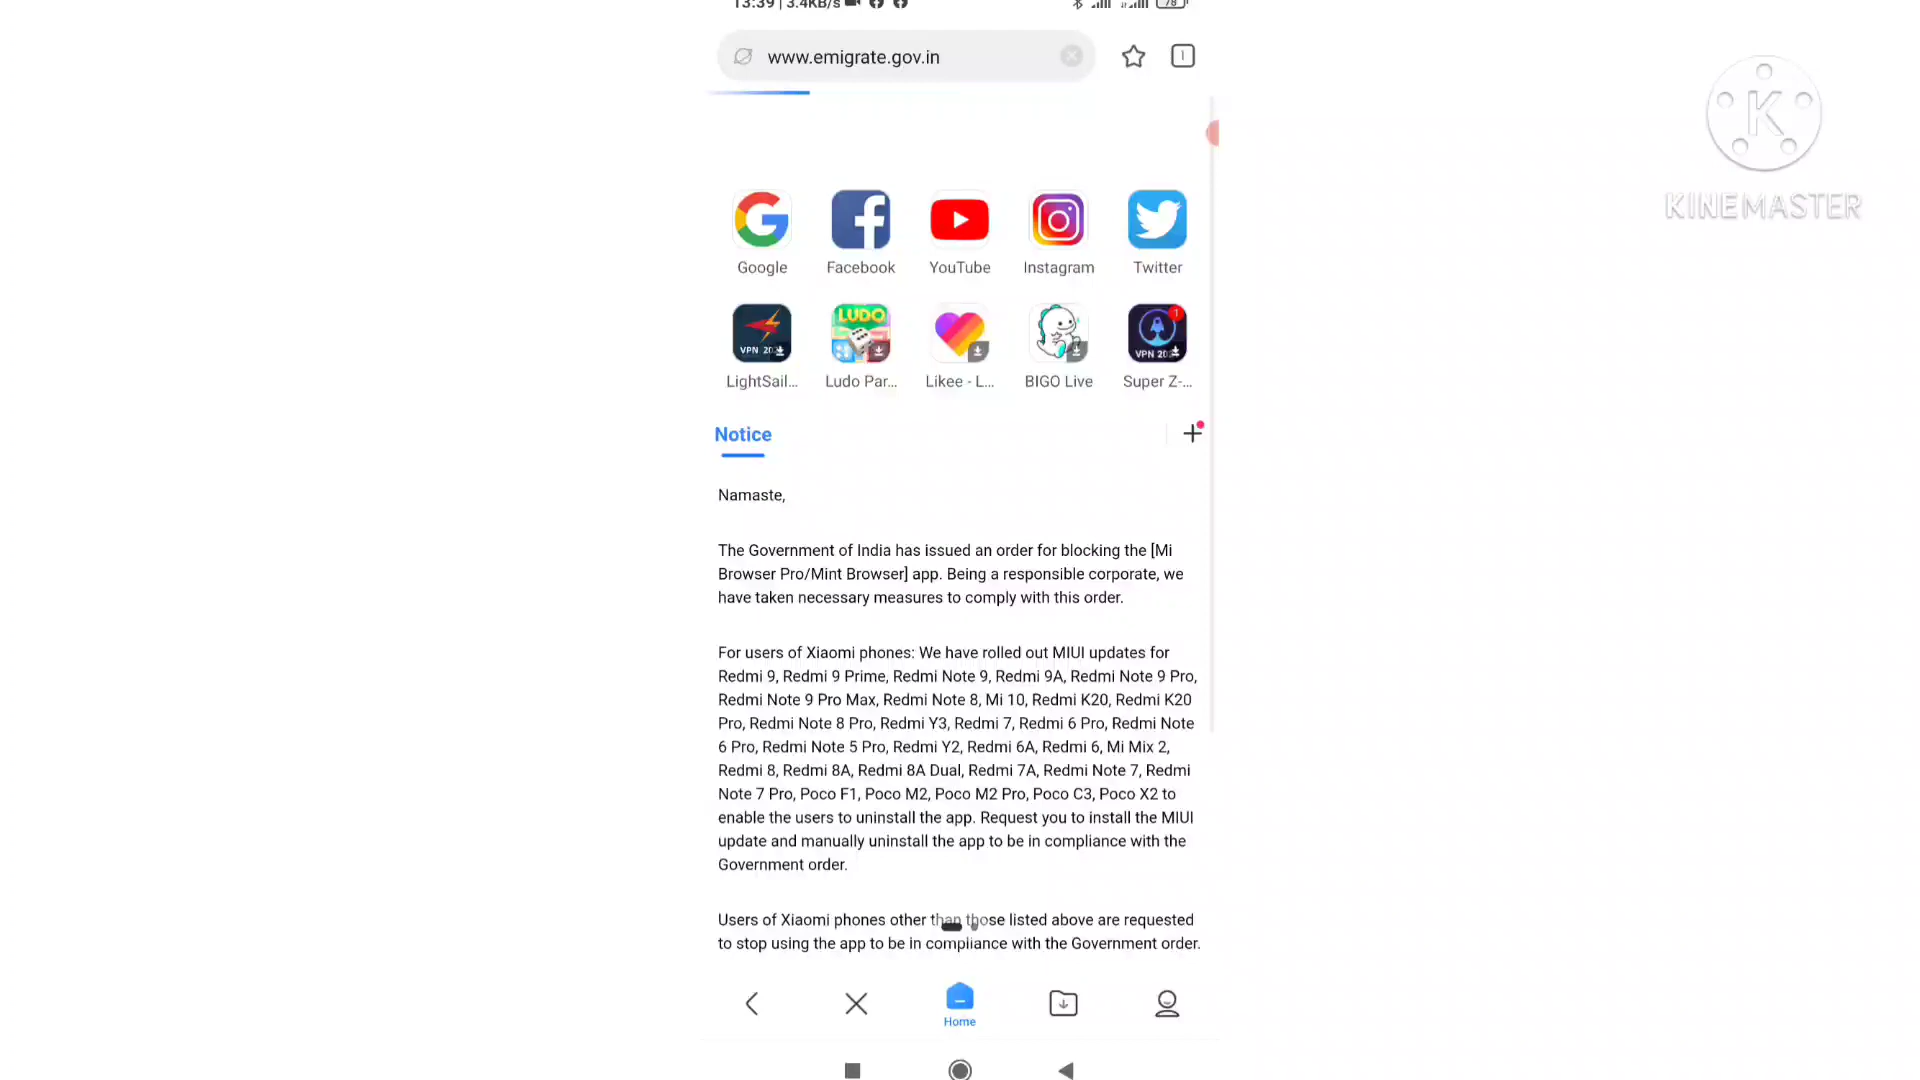 13:39 | 3.4KB/s
78
www.emigrate.gov.in
1
K
KINEMASTER
Google
Facebook
YouTube
Instagram
Twitter
VPN
LUDO
1
VPN
LightSail...
Ludo Par...
Likee - L...
BIGO Live
Super Z-...
Notice
Namaste,
The Government of India has issued an order for blocking the [Mi
Browser Pro/Mint Browser] app. Being a responsible corporate, we
have taken necessary measures to comply with this order.
For users of Xiaomi phones: We have rolled out MIUI updates for
Redmi 9, Redmi 9 Prime, Redmi Note 9, Redmi 9A, Redmi Note 9 Pro,
Redmi Note 9 Pro Max, Redmi Note 8, Mi 10, Redmi K20, Redmi K20
Pro, Redmi Note 8 Pro, Redmi Y3, Redmi 7, Redmi 6 Pro, Redmi Note
6 Pro, Redmi Note 5 Pro, Redmi Y2, Redmi 6A, Redmi 6, Mi Mix 2,
Redmi 8, Redmi 8A, Redmi 8A Dual, Redmi 7A, Redmi Note 7, Redmi
Note 7 Pro, Poco F1, Poco M2, Poco M2 Pro, Poco C3, Poco X2 to
enable the users to uninstall the app. Request you to install the MIUI
update and manually uninstall the app to be in compliance with the
Government order.
Users of Xiaomi phones other than those listed above are requested
to stop using the app to be in compliance with the Government order.
Home